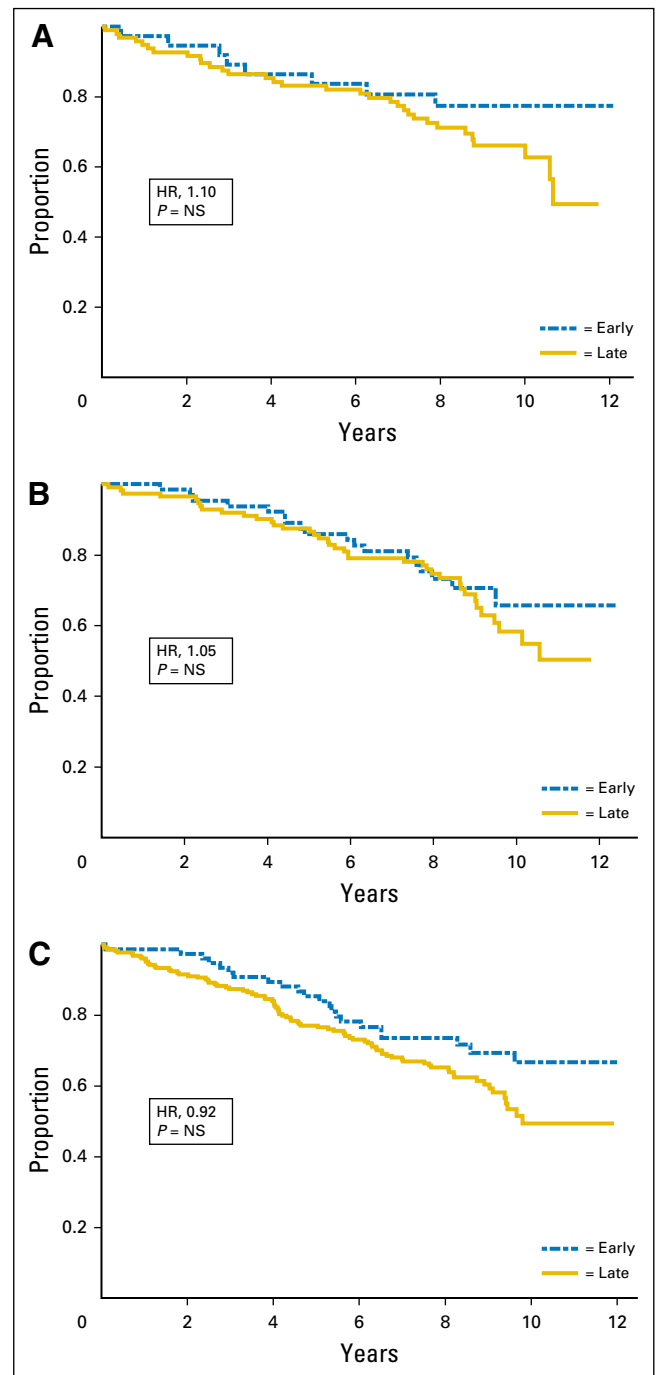 A
Proportion
0.8
0.6
0.4
0.2
HR, 1.10
P = NS
= Early
= Late
0 2 4 6 8 10 12
Years
B
Proportion
0.8
0.6
0.4
0.2
HR, 1.05
P = NS
= Early
= Late
0 2 4 6 8 10 12
Years
C
Proportion
0.8
0.6
0.4
0.2
HR, 0.92
P = NS
= Early
= Late
0 2 4 6 8 10 12
Years